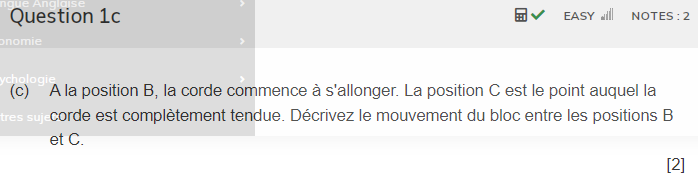 ngue Anglaise
Question 1c
EASY
NOTES : 2
onomie
ychologie
(c) A la position B, la corde commence à s'allonger. La position C est le point auquel la
tres suje
corde est complètement tendue. Décrivez le mouvement du bloc entre les positions B
et C.
[2]